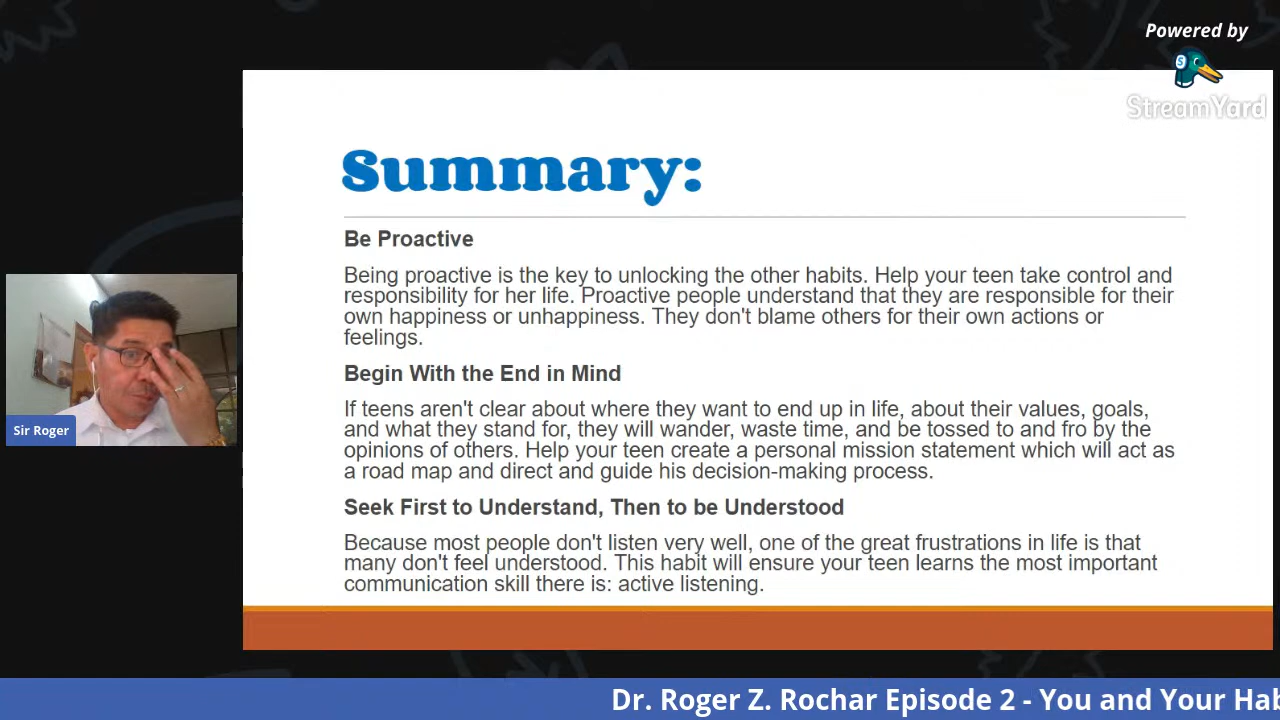 Powered by
StreamYard
Summary:
Be Proactive
Being proactive is the key to unlocking the other habits. Help your teen take control and
responsibility for her life. Proactive people understand that they are responsible for their
own happiness or unhappiness. They don't blame others for their own actions or
feelings.
Begin With the End in Mind
If teens aren't clear about where they want to end up in life, about their values, goals,
and what they stand for, they will wander, waste time, and be tossed to and fro by the
opinions of others. Help your teen create a personal mission statement which will act as
a road map and direct and guide his decision-making process.
Seek First to Understand, Then to be Understood
Because most people don't listen very well, one of the great frustrations in life is that
many don't feel understood. This habit will ensure your teen learns the most important
communication skill there is: active listening.
Sir Roger
Dr. Roger Z. Rochar Episode 2 - You and Your Hab